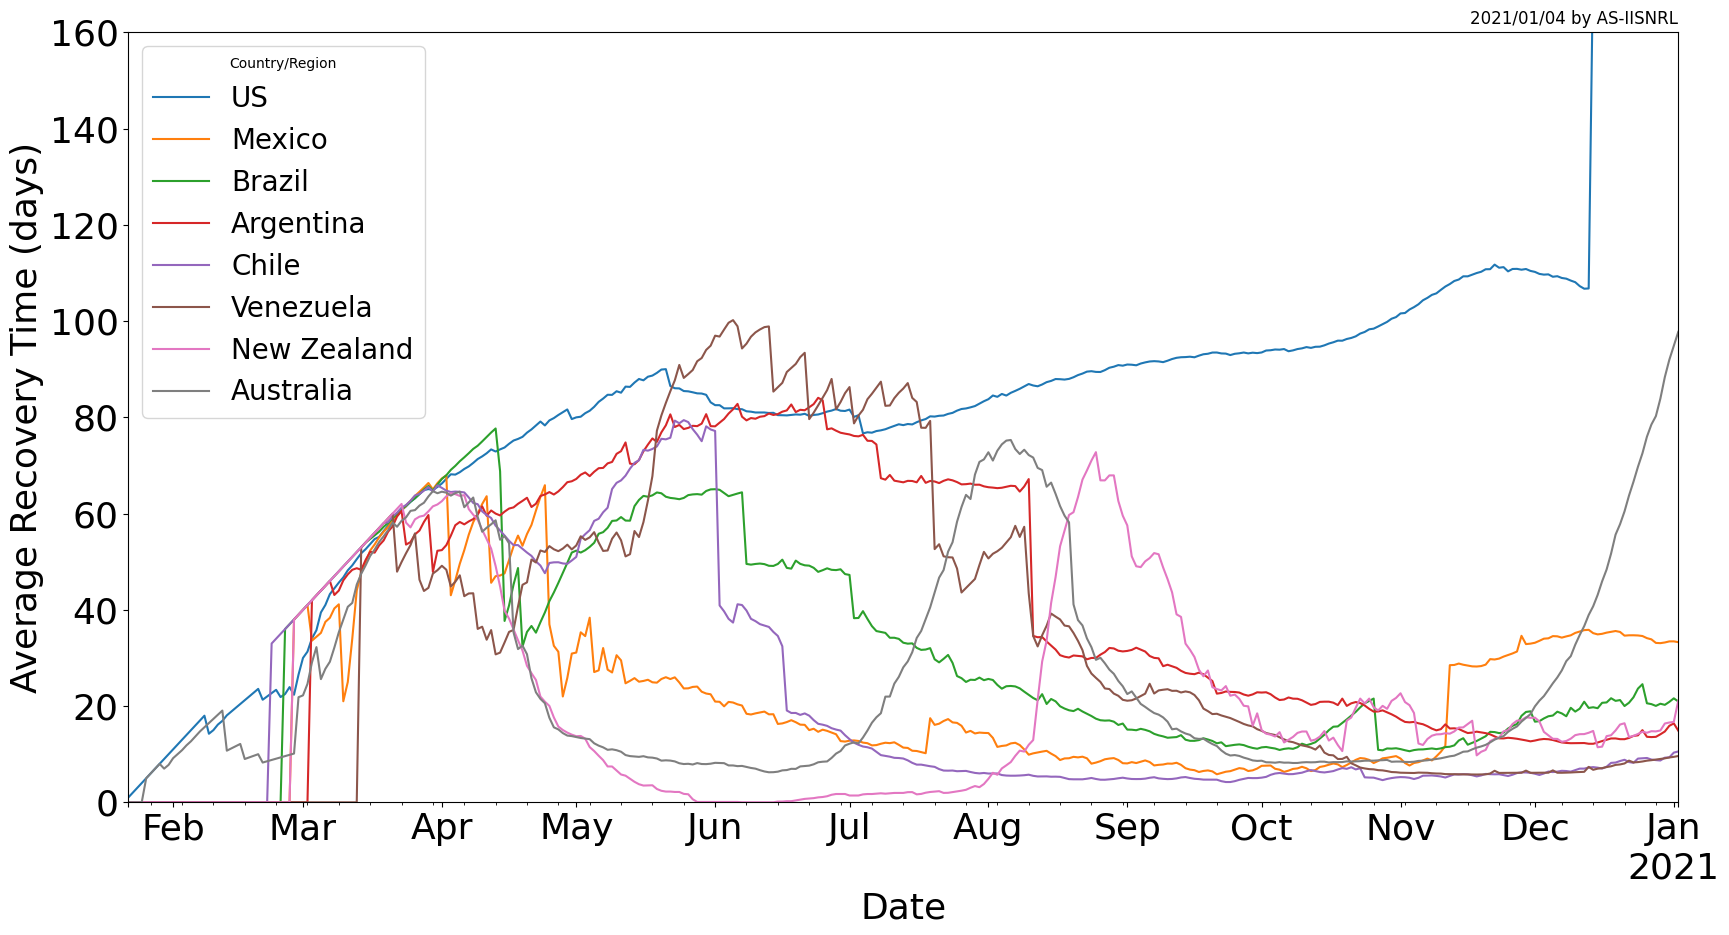 2021/01/04 by AS-IISNRL
160
140
120
100
80
60
40
20
0
Average Recovery Time (days)
Country/Region
US
Mexico
Brazil
Argentina
Chile
Venezuela
New Zealand
Australia
Feb Mar Apr May Jun Jul Aug Sep Oct Nov Dec Jan
2021
Date